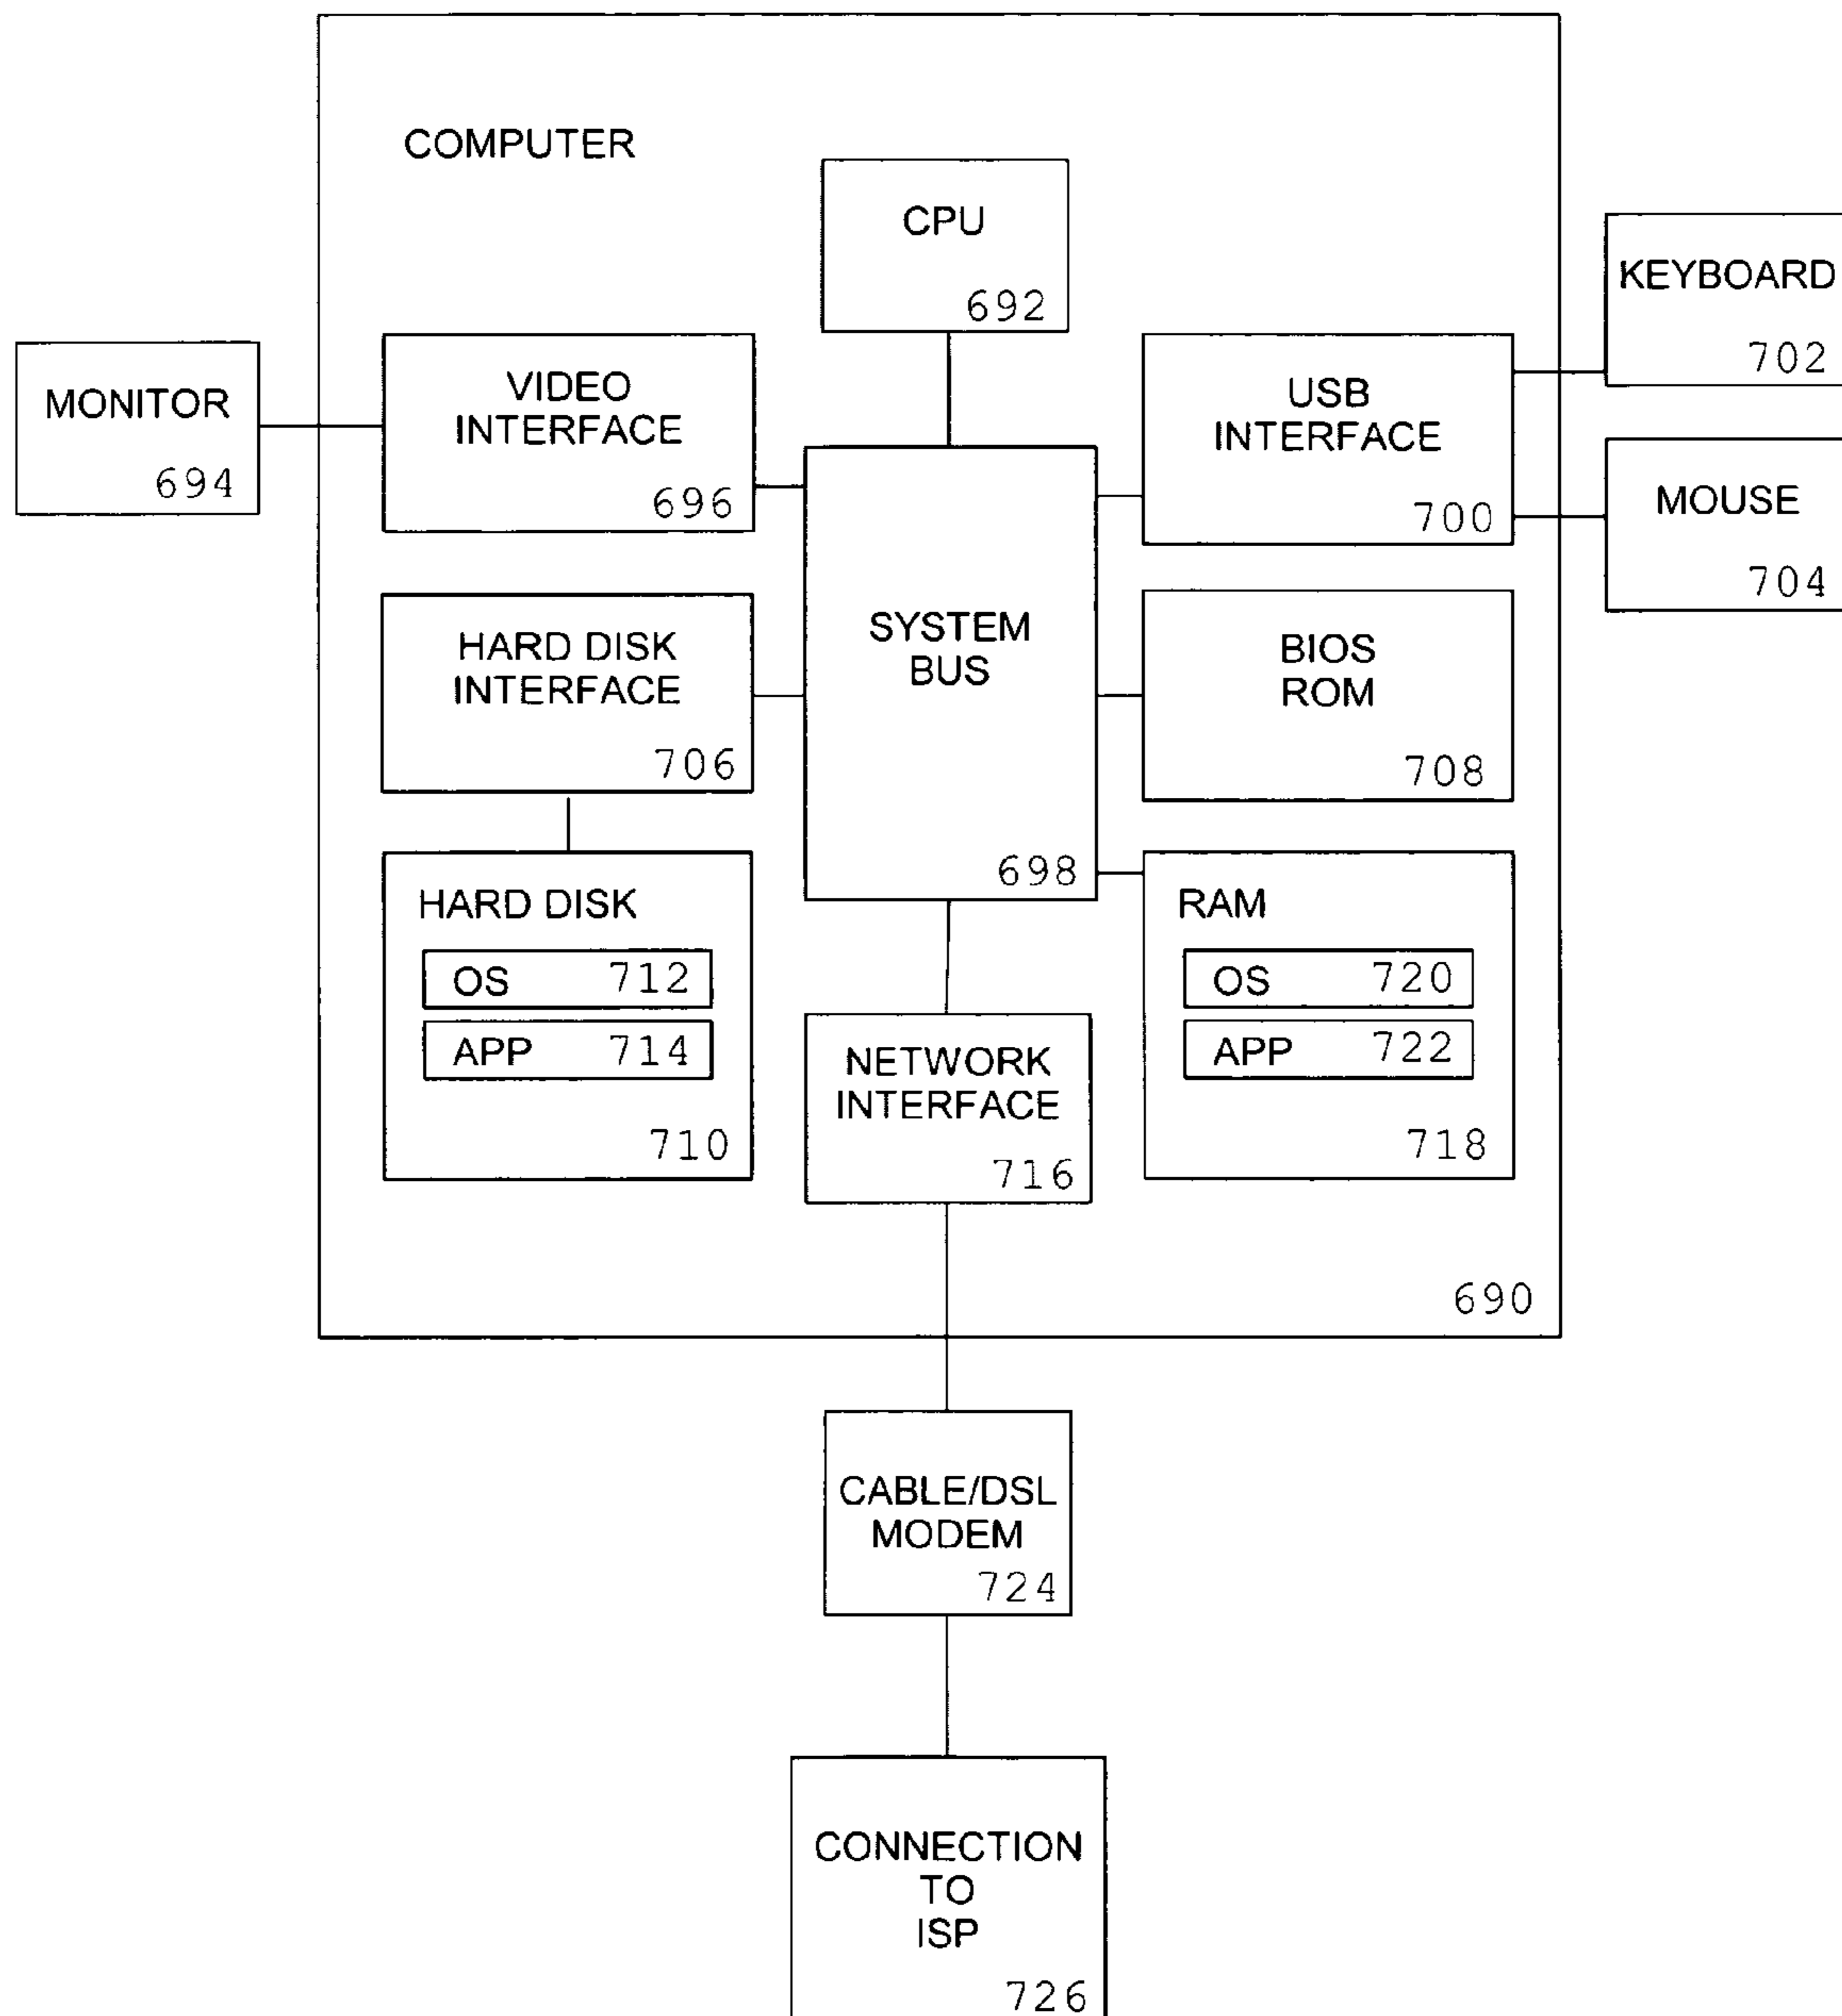 COMPUTER
CPU
692
KEYBOARD
702
MONITOR
694
VIDEO
INTERFACE
696
USB
INTERFACE
700
MOUSE
704
HARD DISK
INTERFACE
706
SYSTEM
BUS
698
BIOS
ROM
708
HARD DISK
OS 712
APP 714
710
NETWORK
INTERFACE
716
RAM
OS 720
APP 722
718
690
CABLE/DSL
MODEM
724
CONNECTION
TO
ISP
726